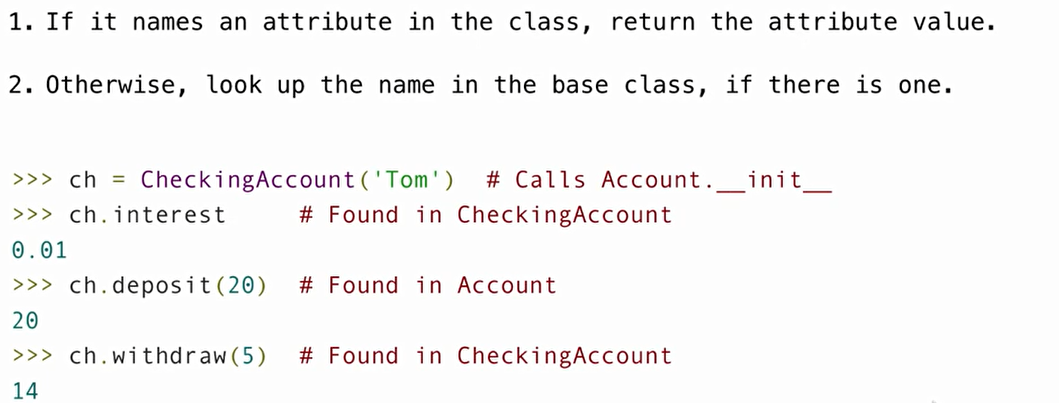 1. If it names an attribute in the class, return the attribute value.
2. Otherwise, look up the name in the base class, if there is one.
>>> ch = CheckingAccount('Tom')  # Calls Account.__init__
>>> ch.interest     # Found in CheckingAccount
0.01
>>> ch.deposit(20)  # Found in Account
20
>>> ch.withdraw(5)  # Found in CheckingAccount
14